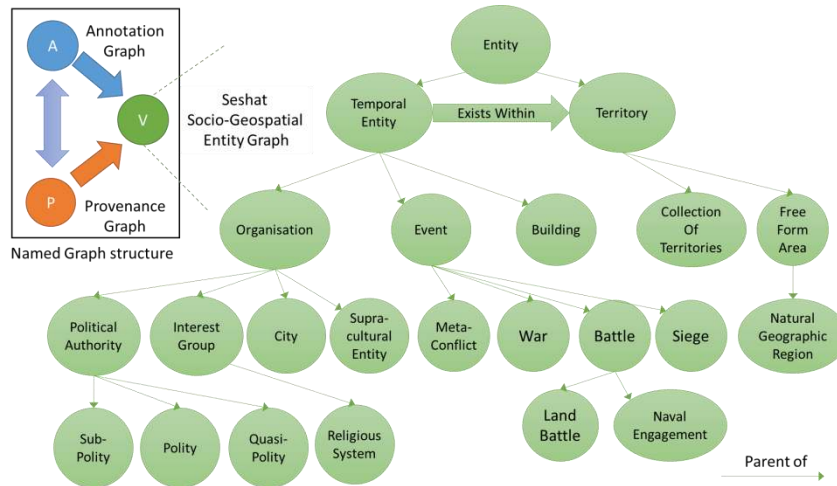 A
Annotation
Graph
V
P
Provenance
Graph
Named Graph structure
Seshat
Socio-Geospatial
Entity Graph
Entity
Temporal
Entity
Exists Within
Territory
Organisation
Event
Building
Collection
Of
Territories
Free
Form
Area
Political
Authority
Interest
Group
City
Supra-
cultural
Entity
Meta-
Conflict
War
Battle
Siege
Natural
Geographic
Region
Sub-
Polity
Polity
Quasi-
Polity
Religious
System
Land
Battle
Naval
Engagement
Parent of